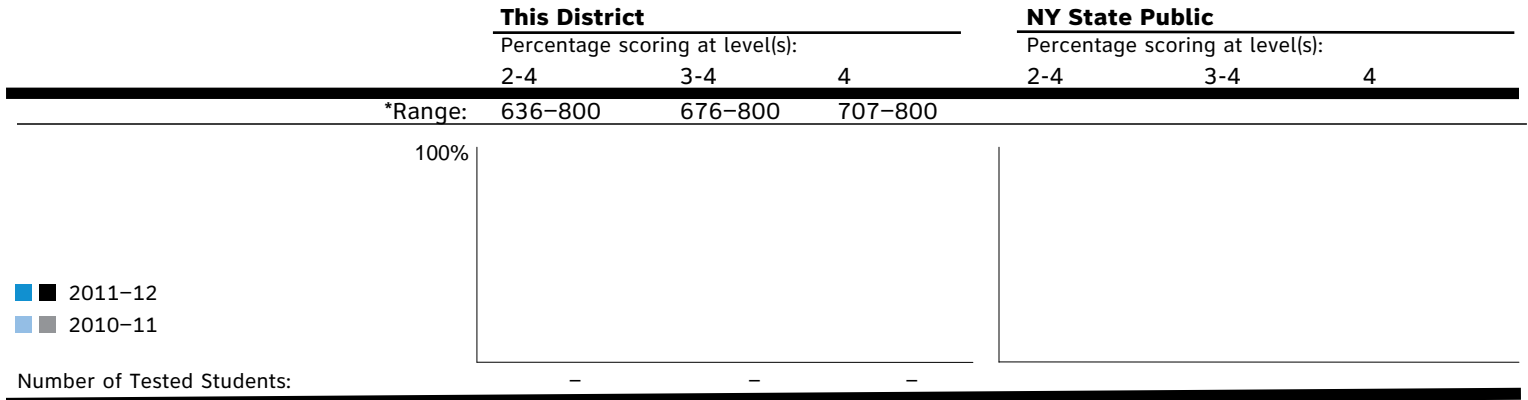 This District NY State Public
Percentage scoring at level(s): Percentage scoring at level(s):
2-4 3-4 4 2-4 3-4 4
*Range: 636–800 676–800 707–800
100%
2011–12
2010–11
Number of Tested Students: – – –